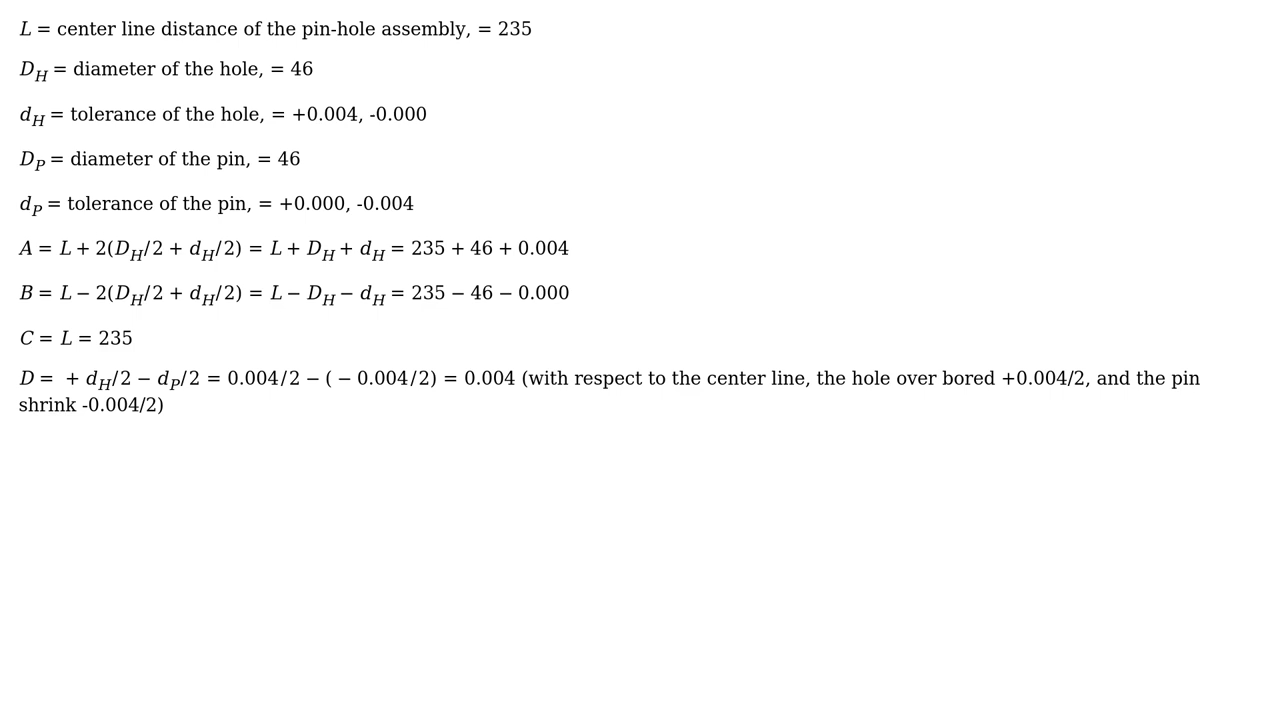 L = center line distance of the pin-hole assembly, = 235
D_H = diameter of the hole, = 46
d_H = tolerance of the hole, = +0.004, -0.000
D_P = diameter of the pin, = 46
d_P = tolerance of the pin, = +0.000, -0.004
A = L + 2(D_H/2 + d_H/2) = L + D_H + d_H = 235 + 46 + 0.004
B = L − 2(D_H/2 + d_H/2) = L − D_H − d_H = 235 − 46 − 0.000
C = L = 235
D = + d_H/2 − d_P/2 = 0.004/2 − ( − 0.004/2) = 0.004 (with respect to the center line, the hole over bored +0.004/2, and the pin
shrink -0.004/2)